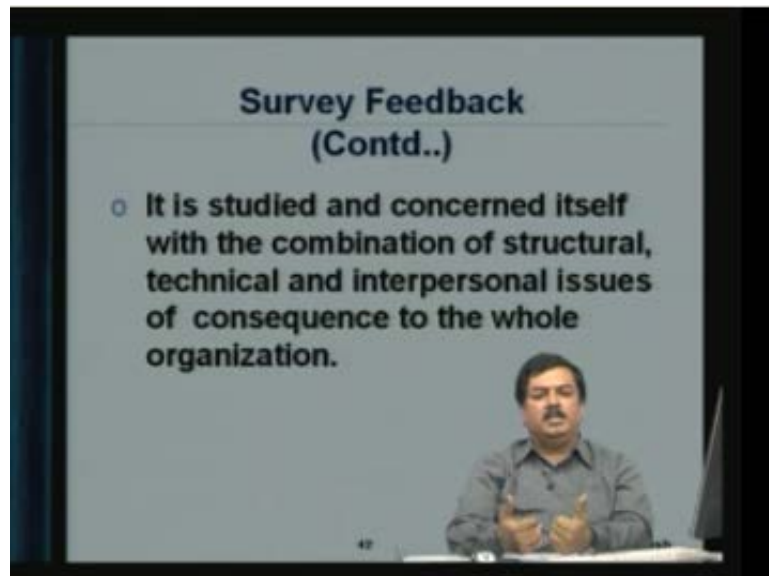 Survey Feedback
(Contd..)
o It is studied and concerned itself
with the combination of structural,
technical and interpersonal issues
of consequence to the whole
organization.